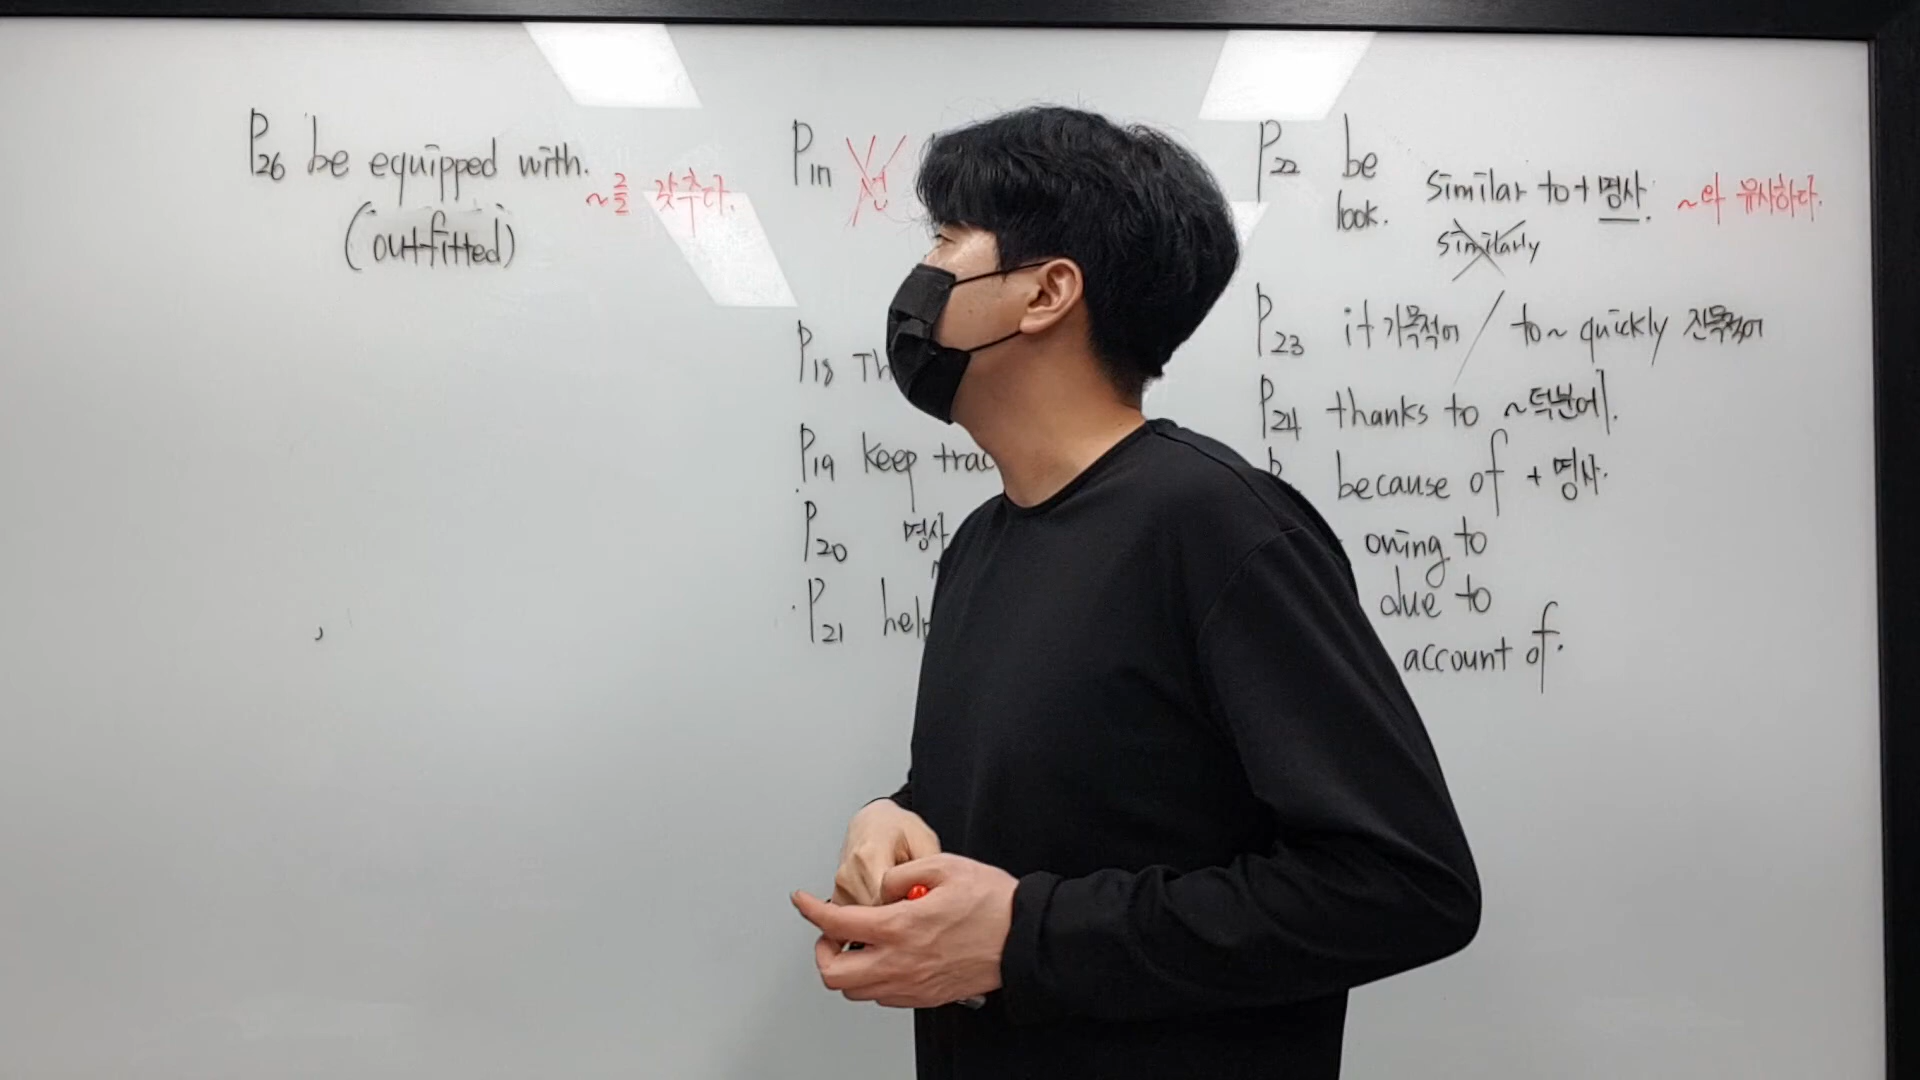 P26 be equipped with. ~를 갖추다.
(outfitted)
P17
P18 Th
P19 keep trac
P20 명사
P21 hel
P22 be
look. similar to + 명사. ~와 유사하다.
similarly
P23 it 가목적어 / to~ quickly 진목적어
P24 thanks to ~덕분에.
because of + 명사.
owing to
due to
account of.